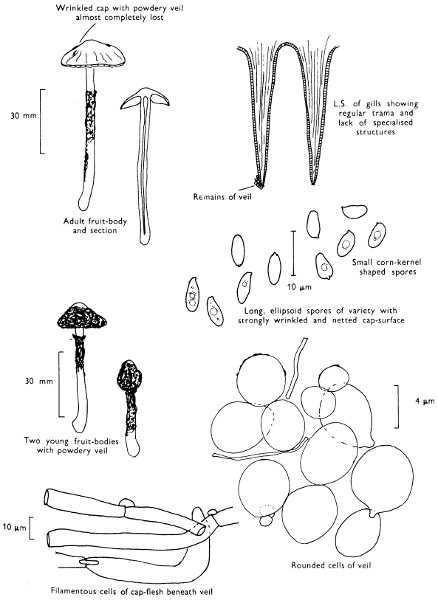 Wrinkled cap with powdery veil
almost completely lost
30 mm
Adult fruit-body
and section
L.S. of gills showing
regular trama and
lack of specialised
structures
Remains of veil
Small corn-kernel
shaped spores
10 µm
Long, ellipsoid spores of variety with
strongly wrinkled and netted cap-surface
30 mm
Two young fruit-bodies
with powdery veil
4 µm
10 µm
Filamentous cells of cap-flesh beneath veil
Rounded cells of veil